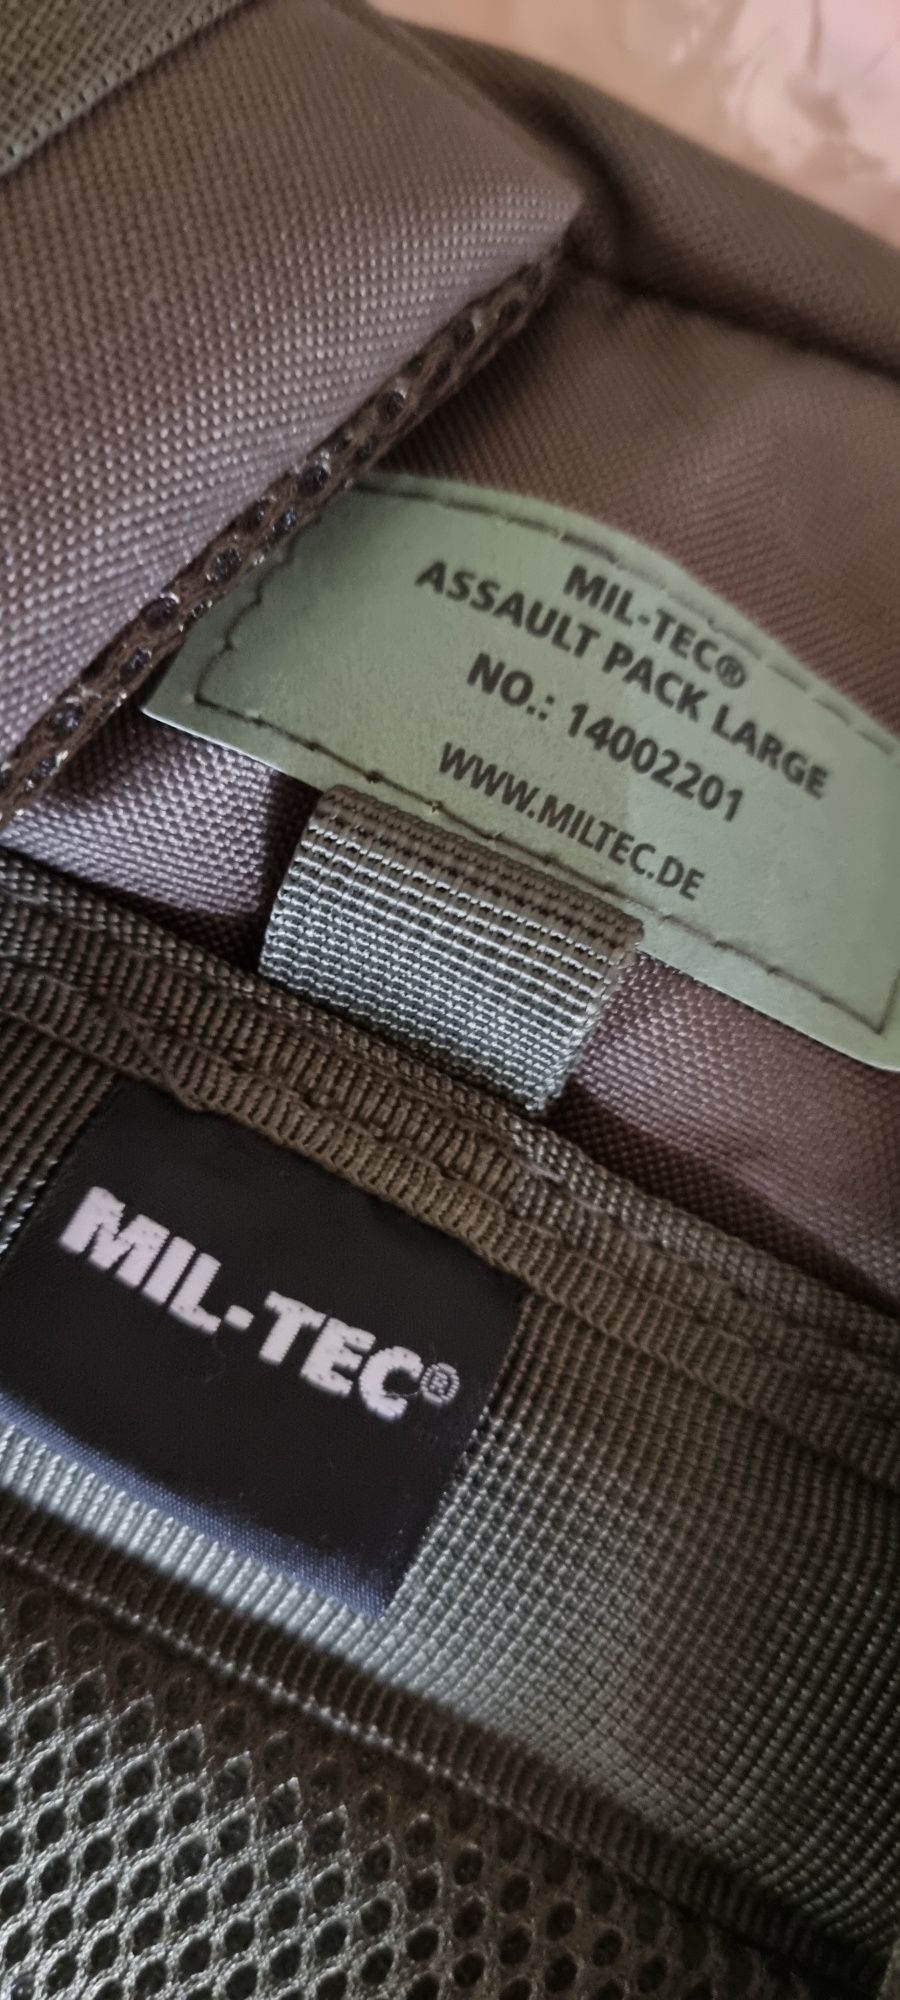 MIL-TEC®
ASSAULT PACK LARGE
NO.: 14002201
WWW.MILTEC.DE
MIL-TEC®